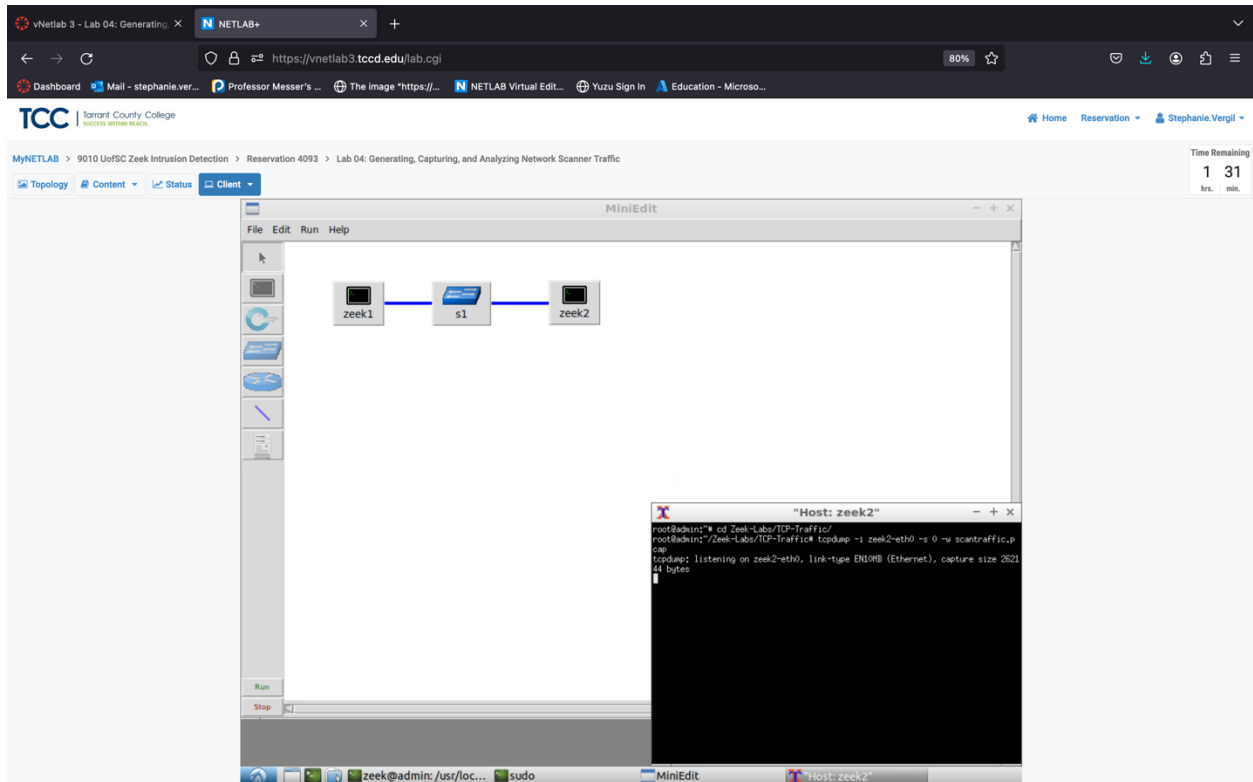 vNetlab 3 - Lab 04: Generating,
NETLAB+
https://vnetlab3.tccd.edu/lab.cgi
80%
Dashboard
Mail - stephanie.ver...
Professor Messer's ...
The image "https://...
NETLAB Virtual Edit...
Yuzu Sign In
Education - Microso...
TCC
Tarrant County College
SUCCESS WITHIN REACH.
Home
Reservation
Stephanie.Vergil
MyNETLAB > 9010 UofSC Zeek Intrusion Detection > Reservation 4093 > Lab 04: Generating, Capturing, and Analyzing Network Scanner Traffic
Time Remaining
1 31
hrs. min.
Topology
Content
Status
Client
MiniEdit
File Edit Run Help
zeek1
s1
zeek2
"Host: zeek2"
root@admin:~# cd Zeek-Labs/TCP-Traffic/
root@admin:~/Zeek-Labs/TCP-Traffic# tcpdump -i zeek2-eth0 -s 0 -w scantraffic.p
cap
tcpdump: listening on zeek2-eth0, link-type EN10MB (Ethernet), capture size 2621
44 bytes
Run
Stop
zeek@admin: /usr/loc...
sudo
MiniEdit
"Host: zeek2"